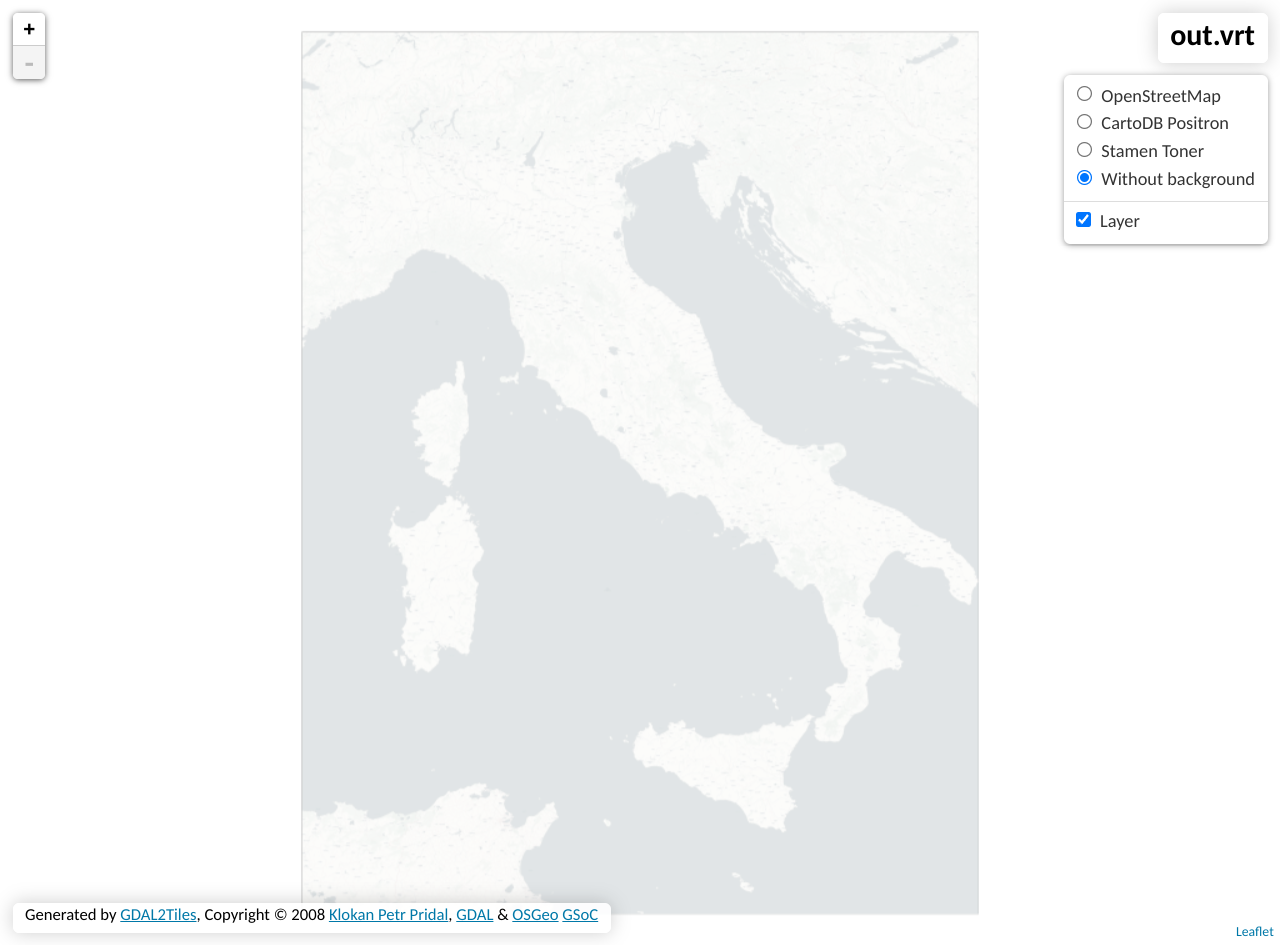 +
-
out.vrt
OpenStreetMap
CartoDB Positron
Stamen Toner
Without background
Layer
Generated by GDAL2Tiles, Copyright © 2008 Klokan Petr Pridal, GDAL & OSGeo GSoC
Leaflet